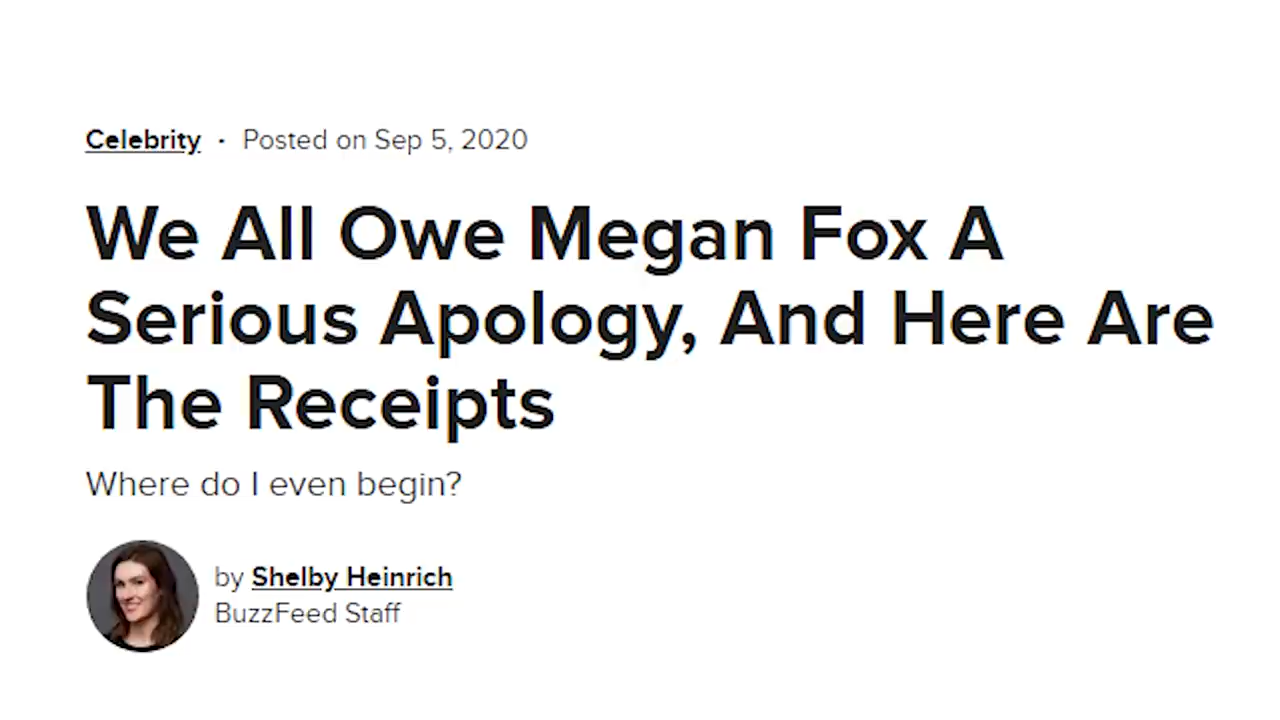 Celebrity · Posted on Sep 5, 2020
We All Owe Megan Fox A
Serious Apology, And Here Are
The Receipts
Where do I even begin?
by Shelby Heinrich
BuzzFeed Staff